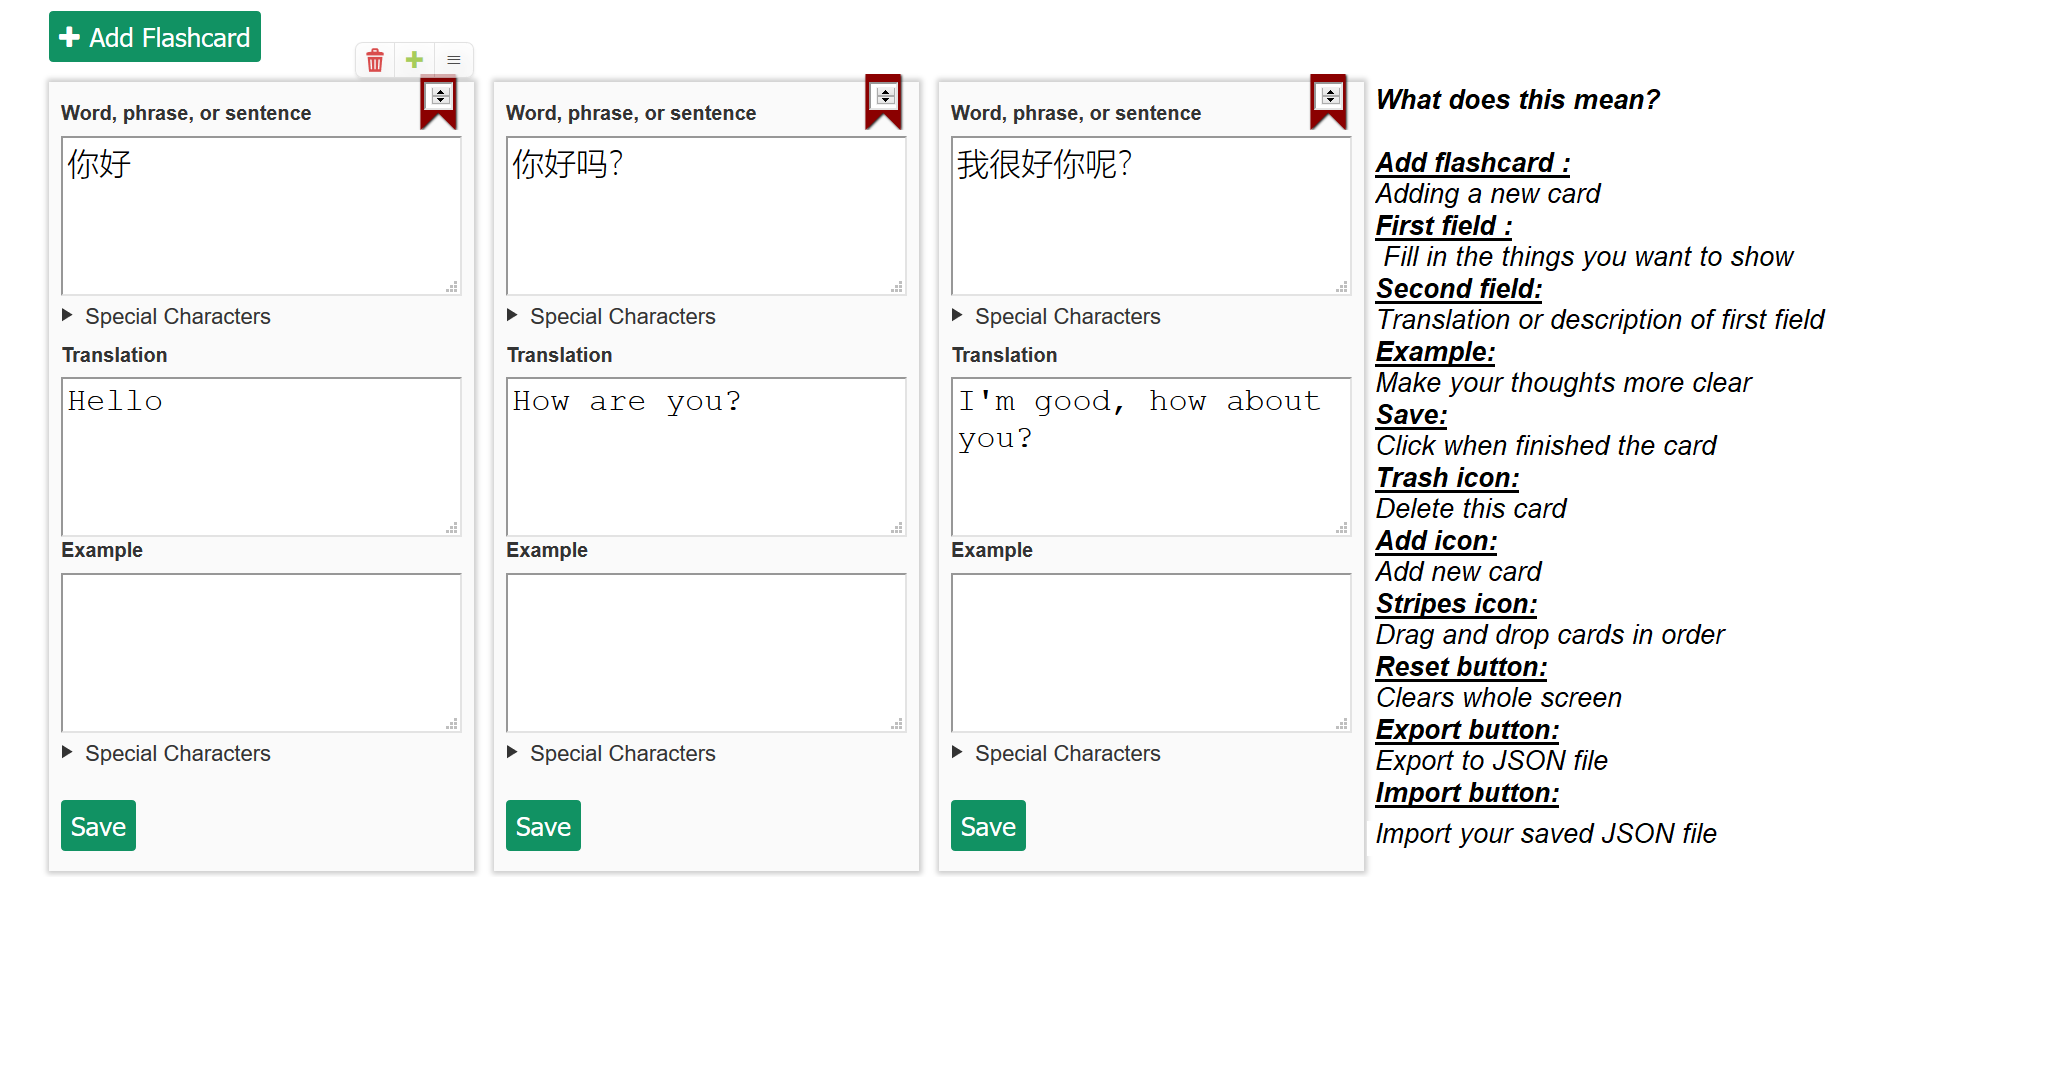 Add Flashcard
Word, phrase, or sentence
你好
Special Characters
Translation
Hello
Example
Special Characters
Save
Word, phrase, or sentence
你好吗?
Special Characters
Translation
How are you?
Example
Special Characters
Save
Word, phrase, or sentence
我很好你呢?
Special Characters
Translation
I'm good, how about
you?
Example
Special Characters
Save
What does this mean?
Add flashcard :
Adding a new card
First field :
Fill in the things you want to show
Second field:
Translation or description of first field
Example:
Make your thoughts more clear
Save:
Click when finished the card
Trash icon:
Delete this card
Add icon:
Add new card
Stripes icon:
Drag and drop cards in order
Reset button:
Clears whole screen
Export button:
Export to JSON file
Import button:
Import your saved JSON file